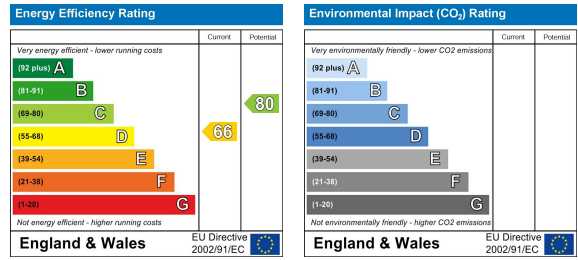 Energy Efficiency Rating
Current Potential
Very energy efficient - lower running costs
(92 plus) A
(81-91) B
(69-80) C
(55-68) D
(39-54) E
(21-38) F
(1-20) G
66
80
Not energy efficient - higher running costs
England & Wales
EU Directive
2002/91/EC
Environmental Impact (CO₂) Rating
Current Potential
Very environmentally friendly - lower CO2 emissions
(92 plus) A
(81-91) B
(69-80) C
(55-68) D
(39-54) E
(21-38) F
(1-20) G
Not environmentally friendly - higher CO2 emissions
England & Wales
EU Directive
2002/91/EC